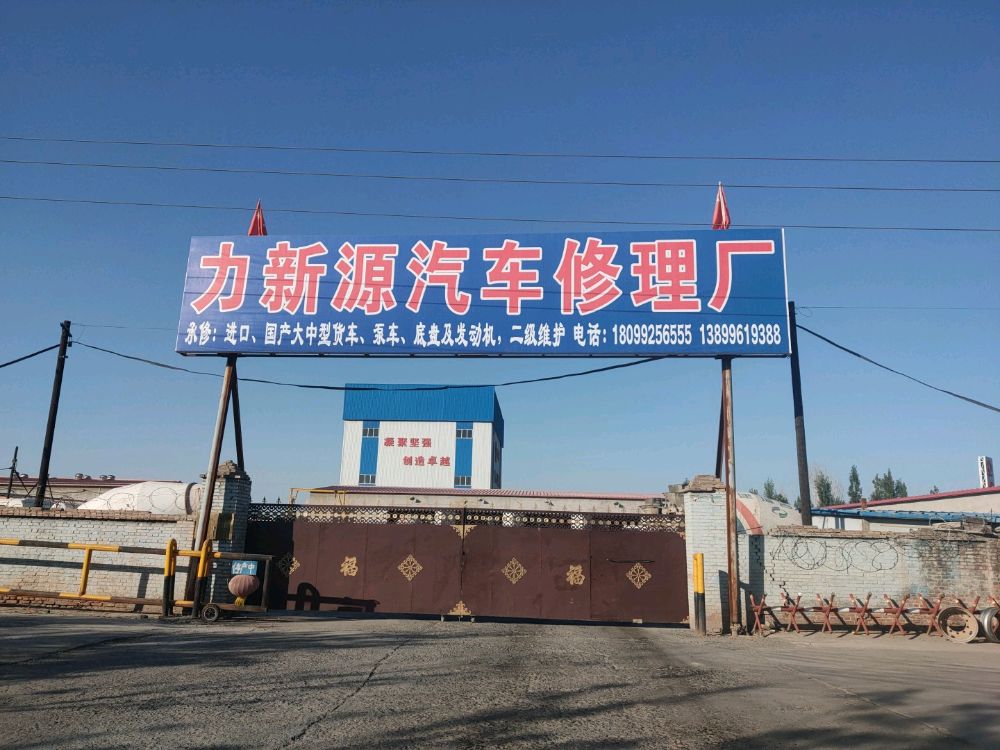 力新源汽车修理厂
承修：进口、国产大中型货车、泵车、底盘及发动机，二级维护 电话：18099256555 13899619388
凝聚坚强
创造卓越
福
福